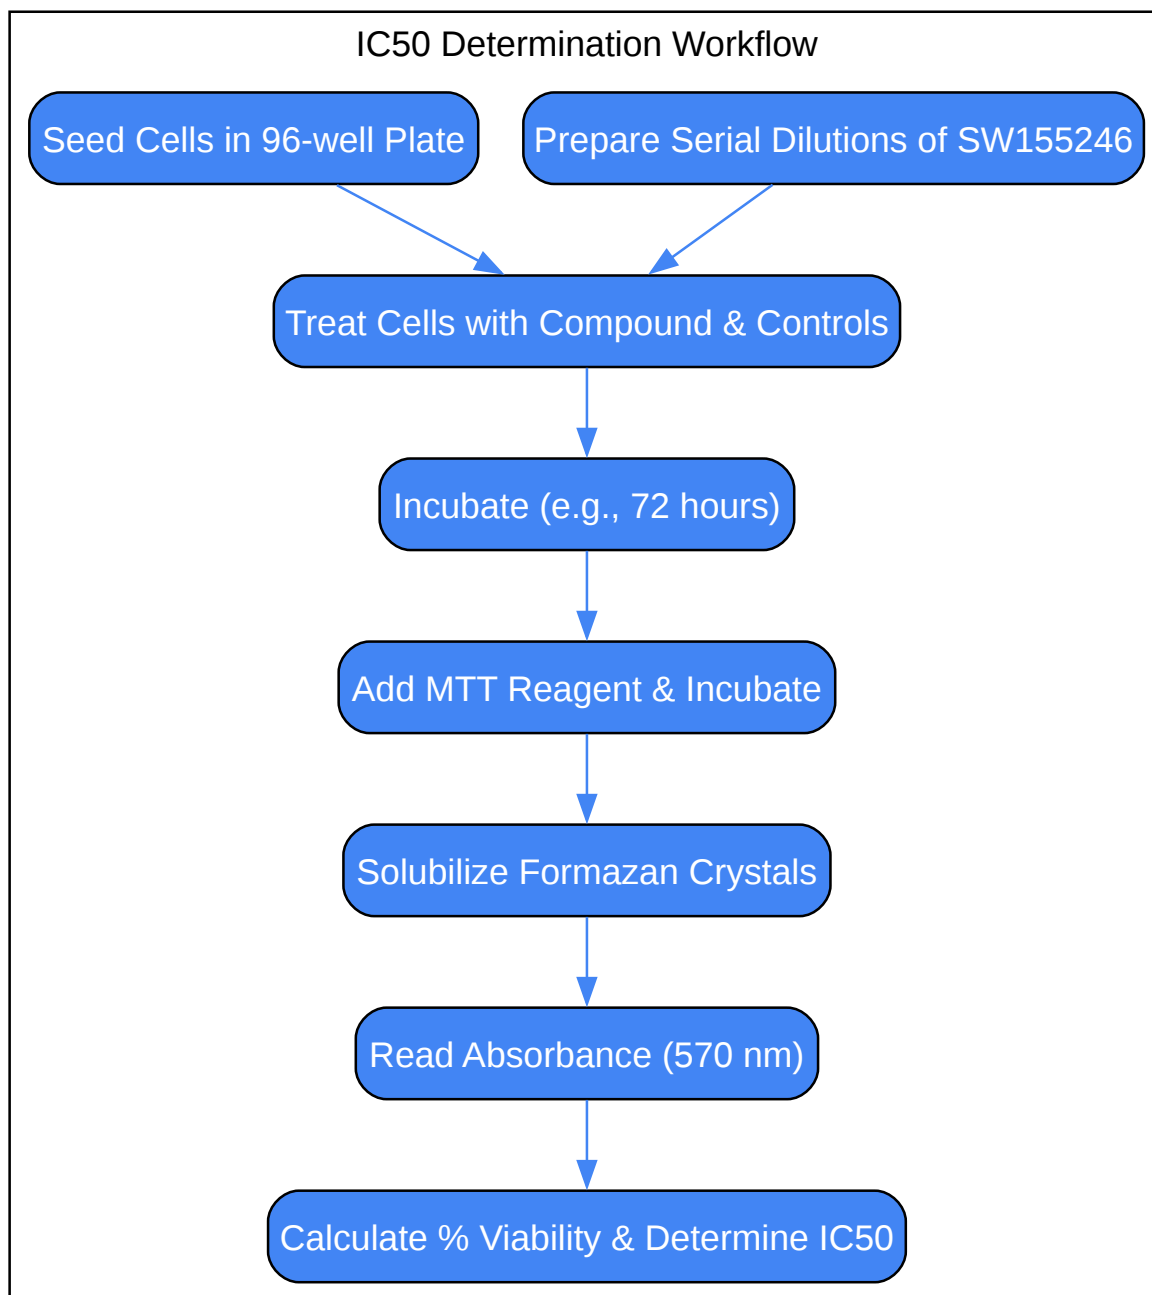 IC50 Determination Workflow
Seed Cells in 96-well Plate
Prepare Serial Dilutions of SW155246
Treat Cells with Compound & Controls
Incubate (e.g., 72 hours)
Add MTT Reagent & Incubate
Solubilize Formazan Crystals
Read Absorbance (570 nm)
Calculate % Viability & Determine IC50